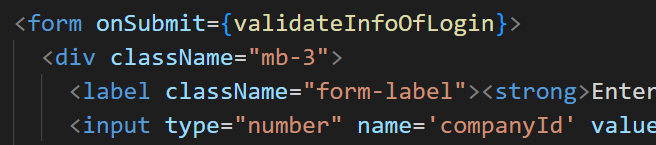 <form onSubmit={validateInfoOfLogin}>
<div className="mb-3">
<label className="form-label"><strong>Enter
<input type="number" name='companyId' value